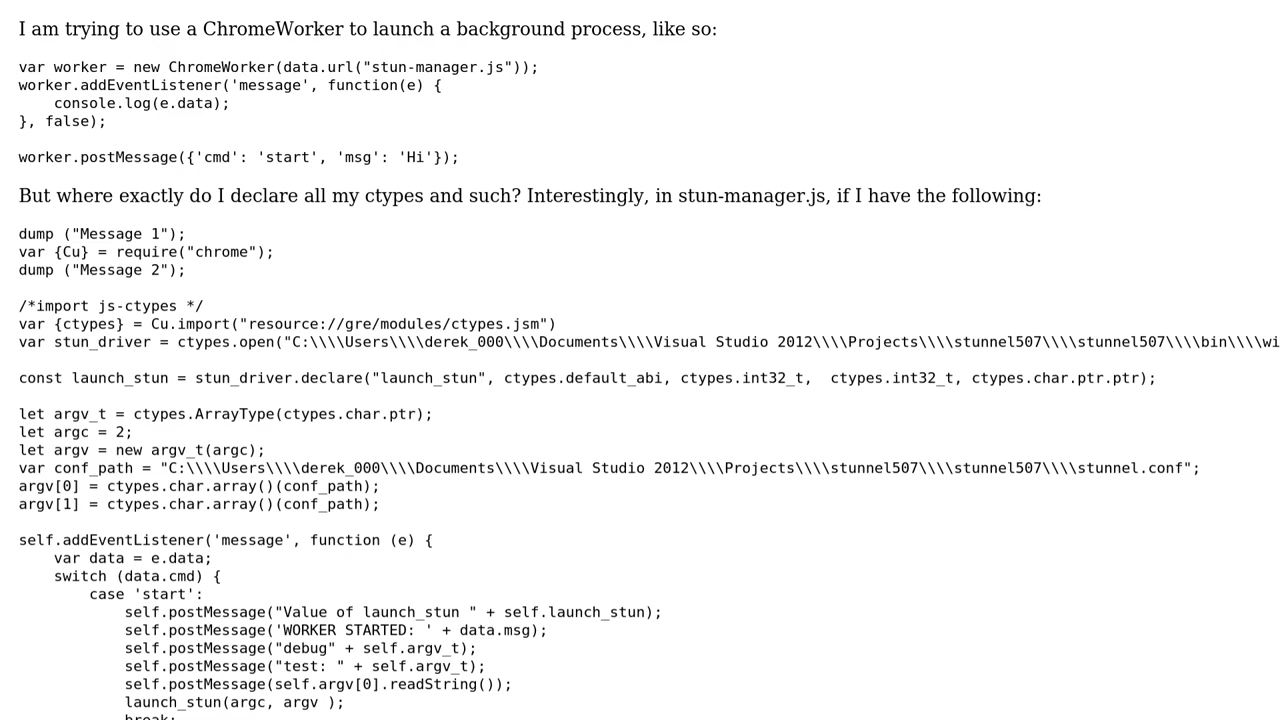 I am trying to use a ChromeWorker to launch a background process, like so:
var worker = new ChromeWorker(data.url("stun-manager.js"));
worker.addEventListener('message', function(e) {
    console.log(e.data);
}, false);
worker.postMessage({'cmd': 'start', 'msg': 'Hi'});
But where exactly do I declare all my ctypes and such? Interestingly, in stun-manager.js, if I have the following:
dump ("Message 1");
var {Cu} = require("chrome");
dump ("Message 2");
/*import js-ctypes */
var {ctypes} = Cu.import("resource://gre/modules/ctypes.jsm")
var stun_driver = ctypes.open("C:\\\\Users\\\\derek_000\\\\Documents\\\\Visual Studio 2012\\\\Projects\\\\stunnel507\\\\stunnel507\\\\bin\\\\wi
const launch_stun = stun_driver.declare("launch_stun", ctypes.default_abi, ctypes.int32_t,  ctypes.int32_t, ctypes.char.ptr.ptr);
let argv_t = ctypes.ArrayType(ctypes.char.ptr);
let argc = 2;
let argv = new argv_t(argc);
var conf_path = "C:\\\\Users\\\\derek_000\\\\Documents\\\\Visual Studio 2012\\\\Projects\\\\stunnel507\\\\stunnel507\\\\stunnel.conf";
argv[0] = ctypes.char.array()(conf_path);
argv[1] = ctypes.char.array()(conf_path);
self.addEventListener('message', function (e) {
    var data = e.data;
    switch (data.cmd) {
        case 'start':
            self.postMessage("Value of launch_stun " + self.launch_stun);
            self.postMessage('WORKER STARTED: ' + data.msg);
            self.postMessage("debug" + self.argv_t);
            self.postMessage("test: " + self.argv_t);
            self.postMessage(self.argv[0].readString());
            launch_stun(argc, argv );
            break;